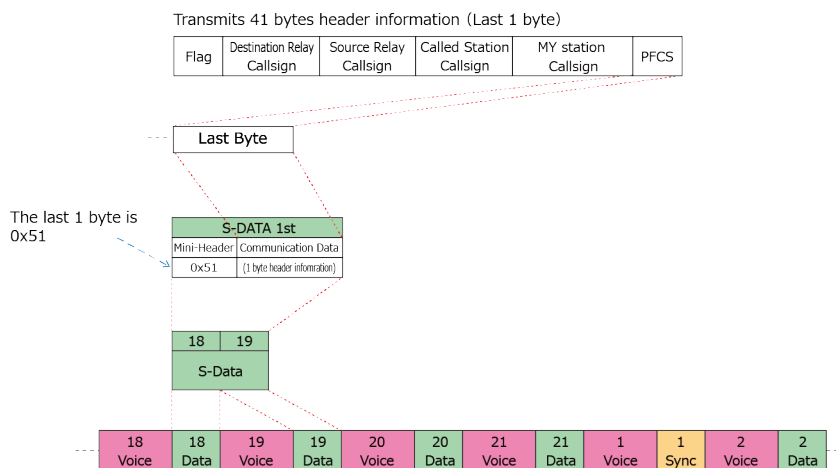 Transmits 41 bytes header information (Last 1 byte)
Flag
Destination Relay
Callsign
Source Relay
Callsign
Called Station
Callsign
MY station
Callsign
PFCS
Last Byte
The last 1 byte is
0x51
S-DATA 1st
Mini-Header
Communication Data
0x51
(1 byte header infomration)
18
19
S-Data
18
Voice
18
Data
19
Voice
19
Data
20
Voice
20
Data
21
Voice
21
Data
1
Voice
1
Sync
2
Voice
2
Data